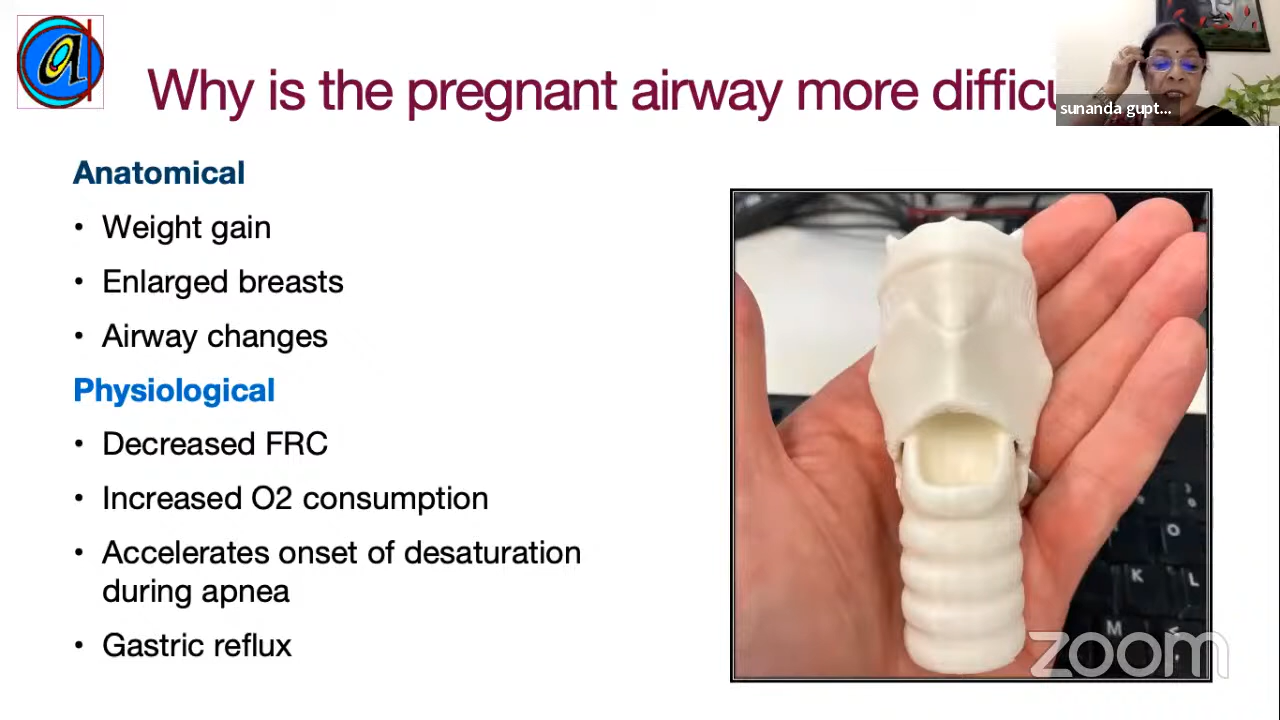 Why is the pregnant airway more difficu
sunanda gupt...
Anatomical
• Weight gain
• Enlarged breasts
• Airway changes
Physiological
• Decreased FRC
• Increased O2 consumption
• Accelerates onset of desaturation
during apnea
• Gastric reflux
O
K L
M <
zoom
a